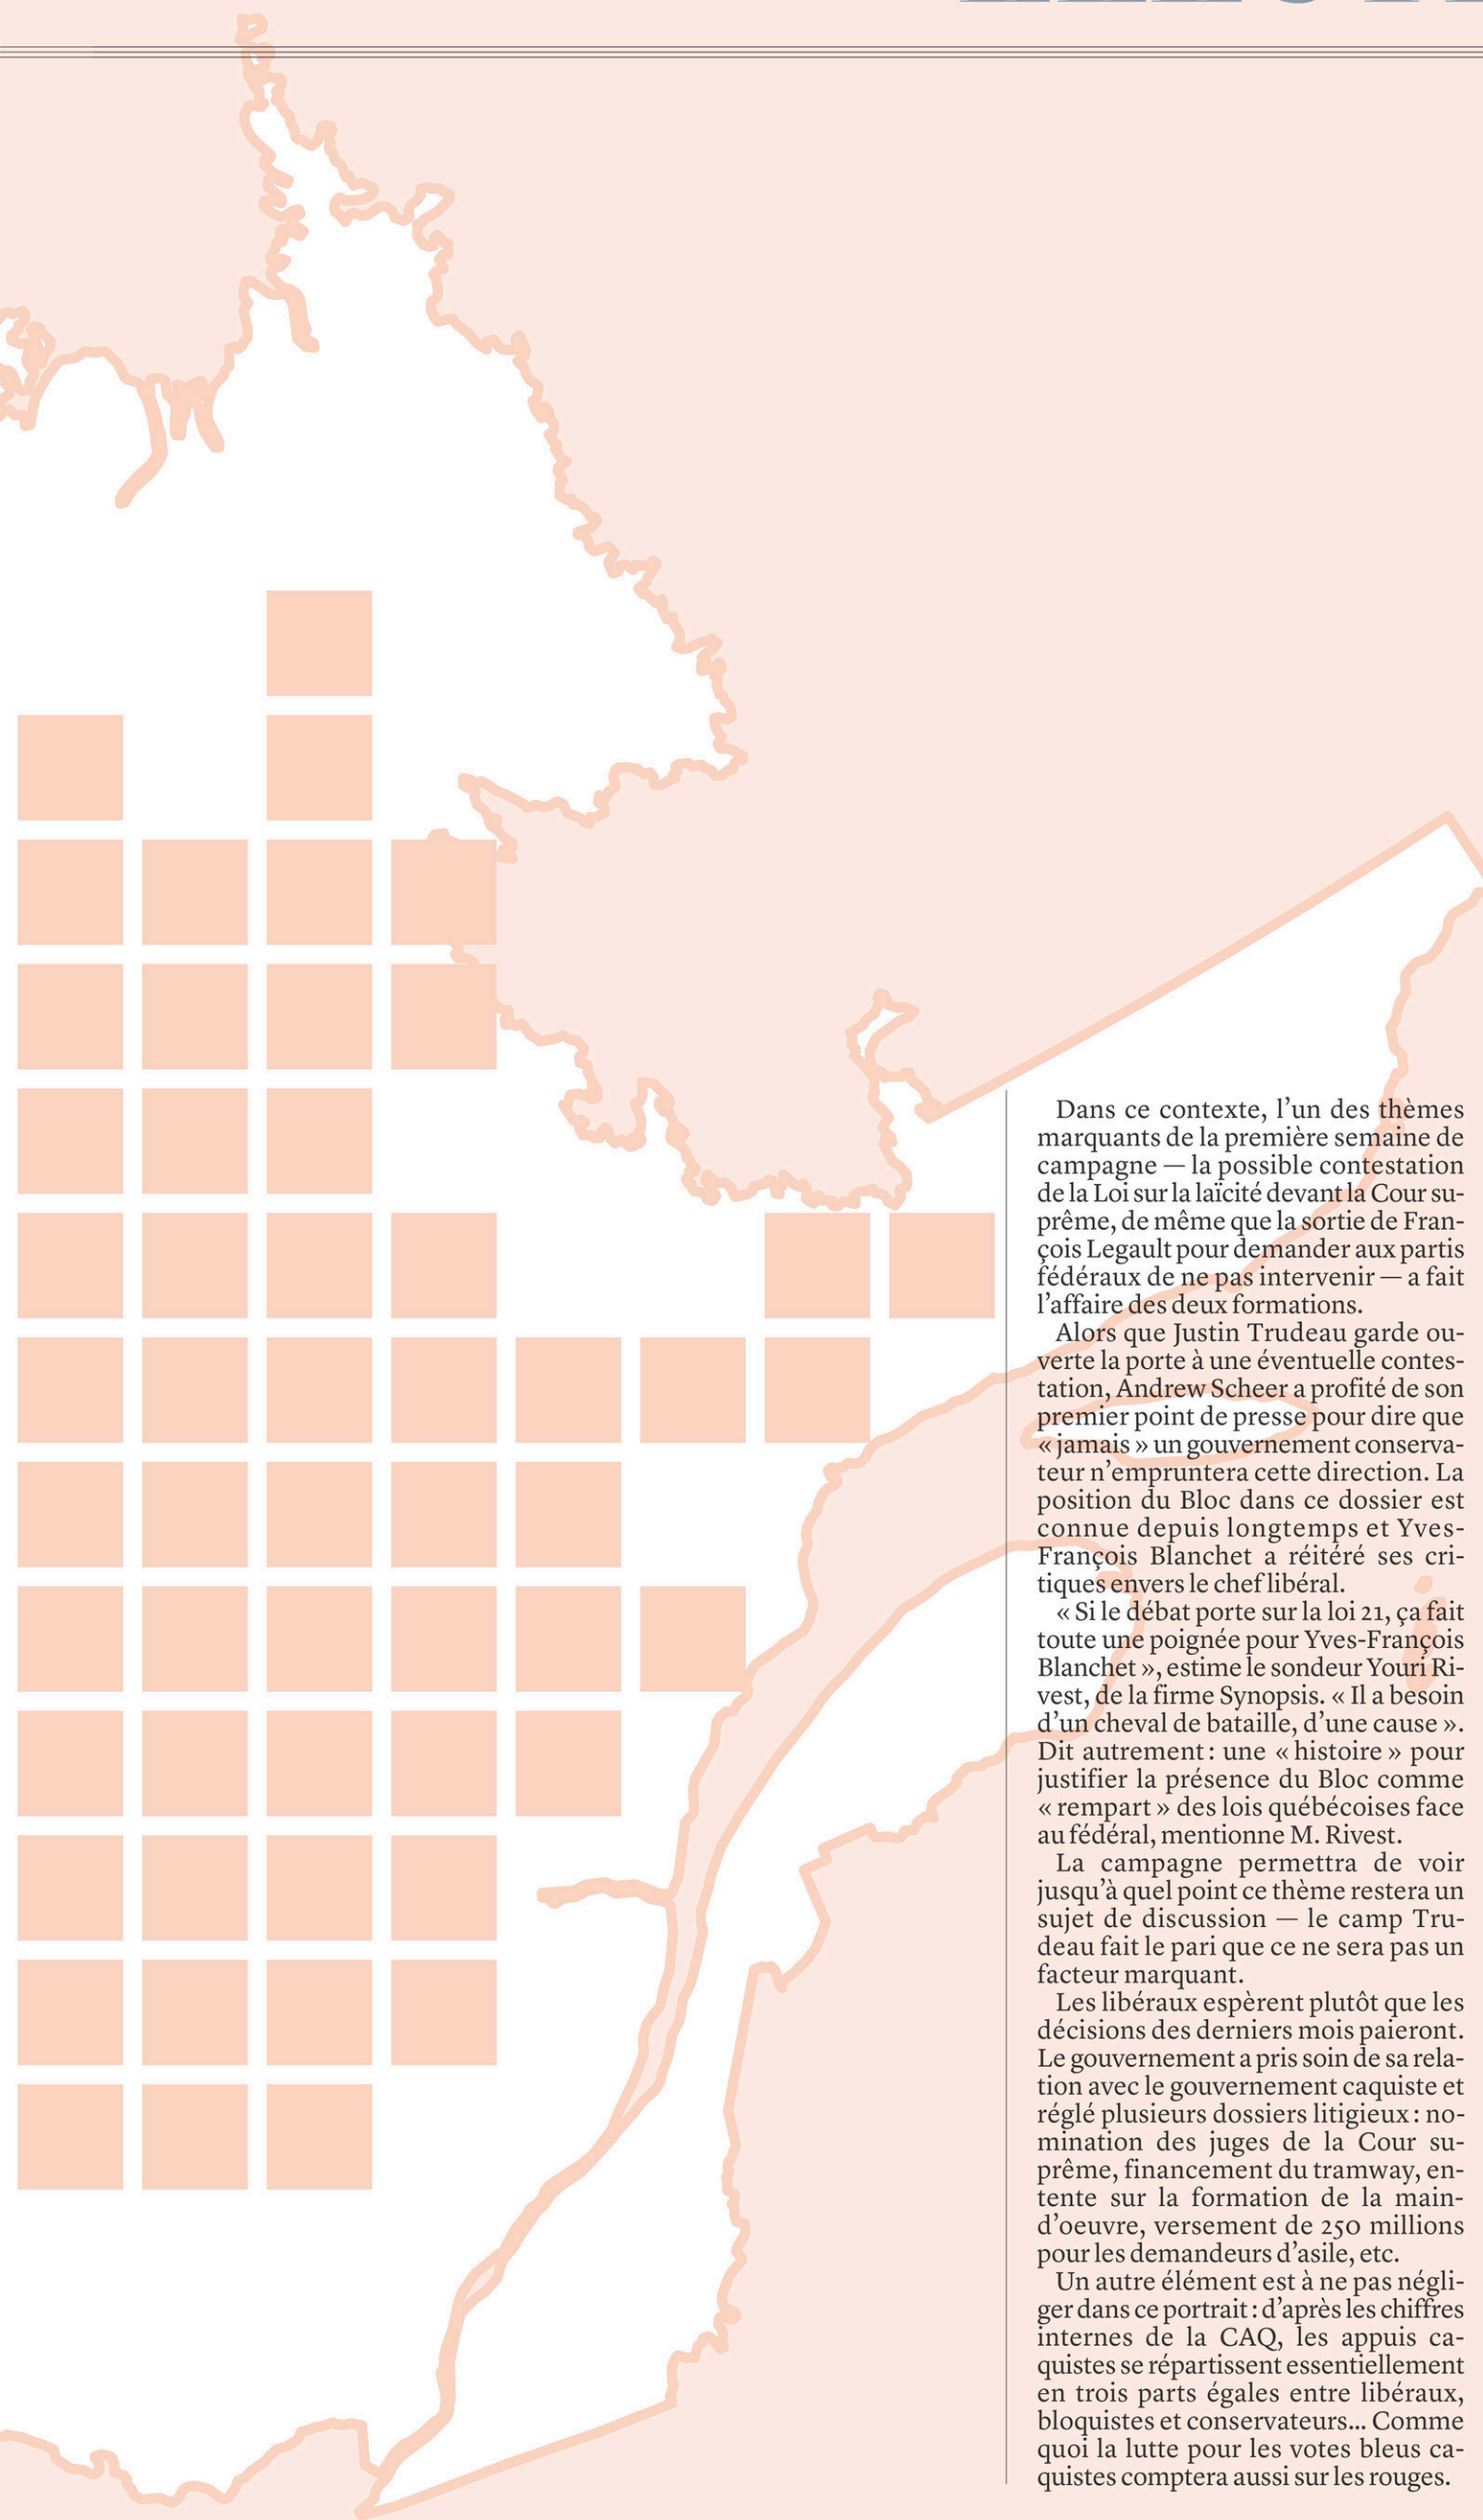 Dans ce contexte, l'un des thèmes
marquants de la première semaine de
campagne — la possible contestation
de la Loi sur la laïcité devant la Cour su-
prême, de même que la sortie de Fran-
çois Legault pour demander aux partis
fédéraux de ne pas intervenir — a fait
l'affaire des deux formations.
Alors que Justin Trudeau garde ou-
verte la porte à une éventuelle contes-
tation, Andrew Scheer a profité de son
premier point de presse pour dire que
« jamais » un gouvernement conserva-
teur n'empruntera cette direction. La
position du Bloc dans ce dossier est
connue depuis longtemps et Yves-
François Blanchet a réitéré ses cri-
tiques envers le chef libéral.
« Si le débat porte sur la loi 21, ça fait
toute une poignée pour Yves-François
Blanchet », estime le sondeur Youri Ri-
vest, de la firme Synopsis. « Il a besoin
d'un cheval de bataille, d'une cause ».
Dit autrement : une « histoire » pour
justifier la présence du Bloc comme
« rempart » des lois québécoises face
au fédéral, mentionne M. Rivest.
La campagne permettra de voir
jusqu'à quel point ce thème restera un
sujet de discussion — le camp Tru-
deau fait le pari que ce ne sera pas un
facteur marquant.
Les libéraux espèrent plutôt que les
décisions des derniers mois paieront.
Le gouvernement a pris soin de sa rela-
tion avec le gouvernement caquiste et
réglé plusieurs dossiers litigieux : no-
mination des juges de la Cour su-
prême, financement du tramway, en-
tente sur la formation de la main-
d'oeuvre, versement de 250 millions
pour les demandeurs d'asile, etc.
Un autre élément est à ne pas négli-
ger dans ce portrait : d'après les chiffres
internes de la CAQ, les appuis ca-
quistes se répartissent essentiellement
en trois parts égales entre libéraux,
bloquistes et conservateurs... Comme
quoi la lutte pour les votes bleus ca-
quistes comptera aussi sur les rouges.